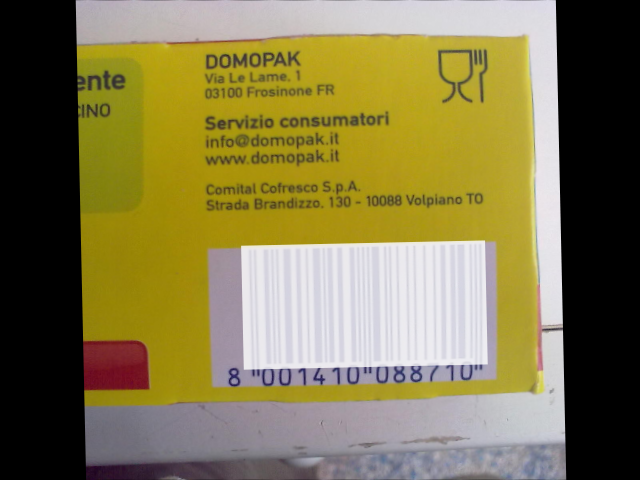 ente
CINO
DOMOPAK
Via Le Lame, 1
03100 Frosinone FR
Servizio consumatori
info@domopak.it
www.domopak.it
Comital Cofresco S.p.A.
Strada Brandizzo, 130 - 10088 Volpiano TO
8 "001410"088710"